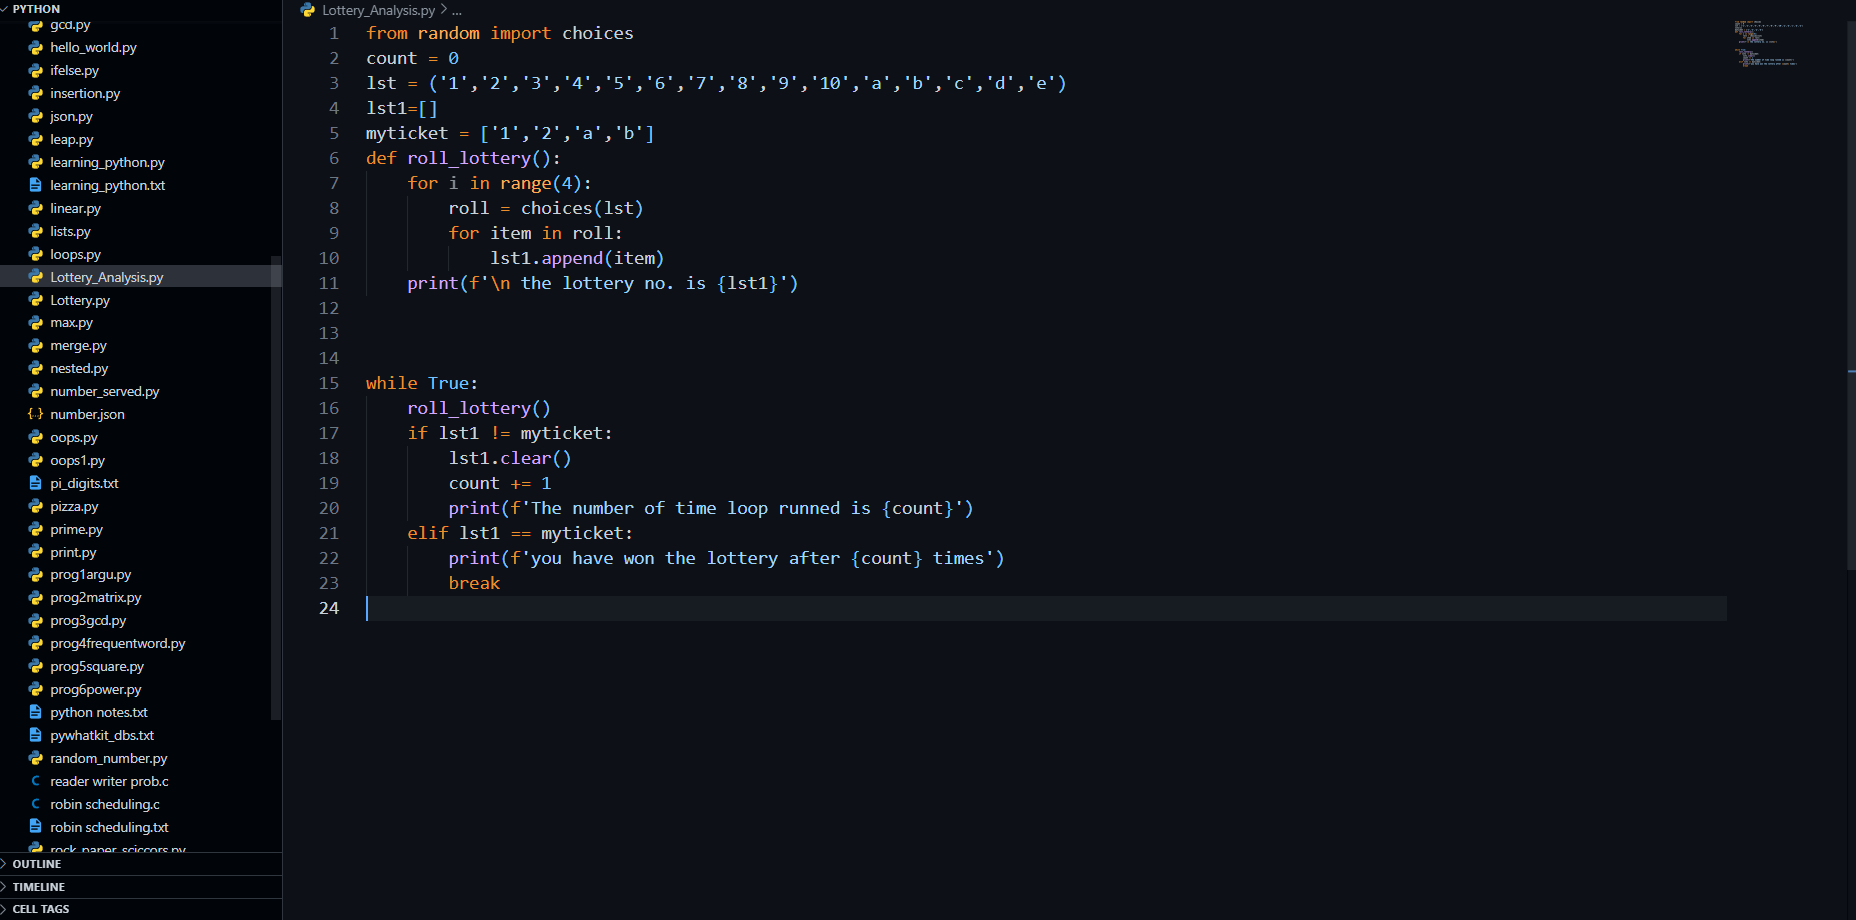 PYTHON
gcd.py
hello_world.py
ifelse.py
insertion.py
json.py
leap.py
learning_python.py
learning_python.txt
linear.py
lists.py
loops.py
Lottery_Analysis.py
Lottery.py
max.py
merge.py
nested.py
number_served.py
number.json
oops.py
oops1.py
pi_digits.txt
pizza.py
prime.py
print.py
prog1argu.py
prog2matrix.py
prog3gcd.py
prog4frequentword.py
prog5square.py
prog6power.py
python notes.txt
pywhatkit_dbs.txt
random_number.py
reader writer prob.c
robin scheduling.c
robin scheduling.txt
rock_paper_sciccors.py
OUTLINE
TIMELINE
CELL TAGS
Lottery_Analysis.py > ...
1 from random import choices
2 count = 0
3 lst = ('1','2','3','4','5','6','7','8','9','10','a','b','c','d','e')
4 lst1=[]
5 myticket = ['1','2','a','b']
6 def roll_lottery():
7     for i in range(4):
8         roll = choices(lst)
9         for item in roll:
10             lst1.append(item)
11     print(f'\n the lottery no. is {lst1}')
12
13
14
15 while True:
16     roll_lottery()
17     if lst1 != myticket:
18         lst1.clear()
19         count += 1
20         print(f'The number of time loop runned is {count}')
21     elif lst1 == myticket:
22         print(f'you have won the lottery after {count} times')
23         break
24